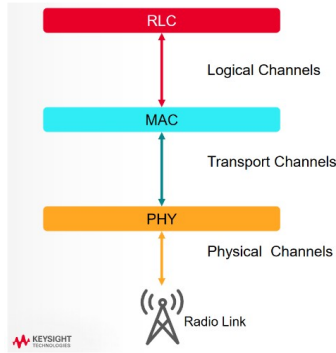 RLC
Logical Channels
MAC
Transport Channels
PHY
Physical Channels
Radio Link
KEYSIGHT
TECHNOLOGIES